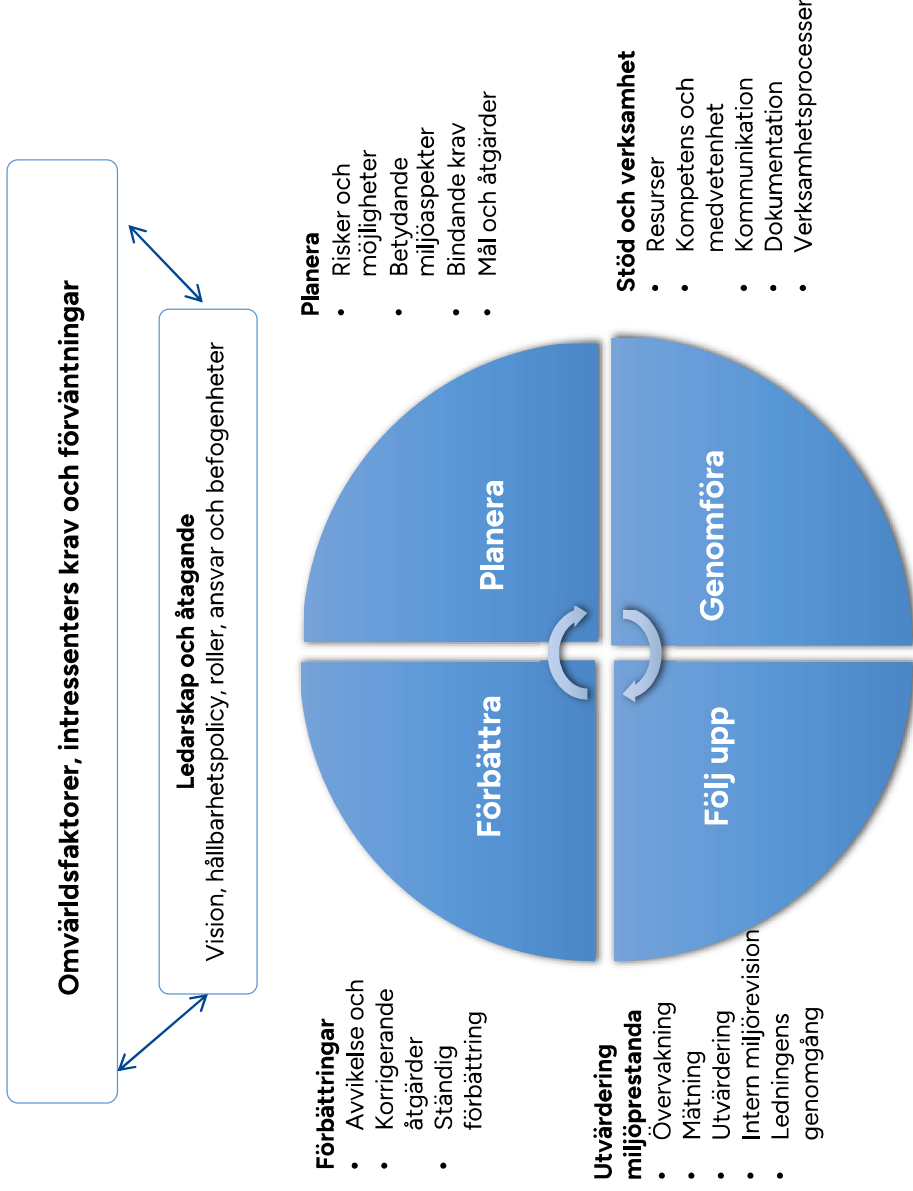 Omvärldsfaktorer, intressenters krav och förväntningar
Ledarskap och åtagande
Vision, hållbarhetspolicy, roller, ansvar och befogenheter
Förbättringar
• Avvikelse och
• Korrigerande
åtgärder
• Ständig
förbättring
Förbättra
Planera
Planera
• Risker och
möjligheter
• Betydande
miljöaspekter
• Bindande krav
• Mål och åtgärder
Utvärdering
miljöprestanda
• Övervakning
• Mätning
• Utvärdering
• Intern miljörevision
• Ledningens
genomgång
Följ upp
Genomföra
Stöd och verksamhet
• Resurser
• Kompetens och
medvetenhet
• Kommunikation
• Dokumentation
• Verksamhetsprocesser